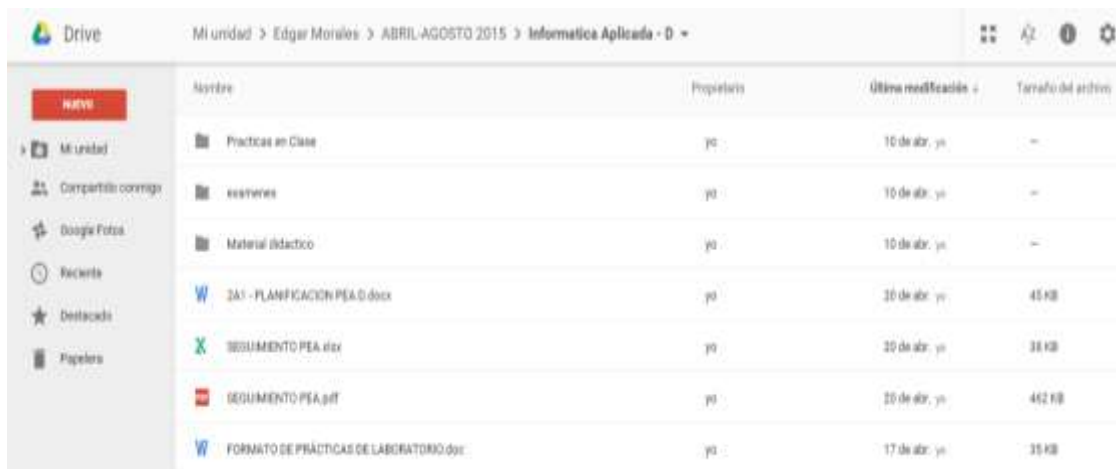 Drive
Mi unidad > Edgar Morales > ABRIL-AGOSTO 2015 > Informatica Aplicada - D
NUEVO
Mi unidad
Compartido conmigo
Google Fotos
Reciente
Destacado
Papelera
Nombre Propietario Última modificación ↓ Tamaño del archivo
Practicas en Clase yo 10 de abr. yo —
examenes yo 10 de abr. yo —
Material didactico yo 10 de abr. yo —
2A1 - PLANIFICACION PEA D.docx yo 20 de abr. yo 45 KB
SEGUIMIENTO PEA.xlsx yo 20 de abr. yo 38 KB
SEGUIMIENTO PEA.pdf yo 20 de abr. yo 462 KB
FORMATO DE PRÁCTICAS DE LABORATORIO.doc yo 17 de abr. yo 35 KB